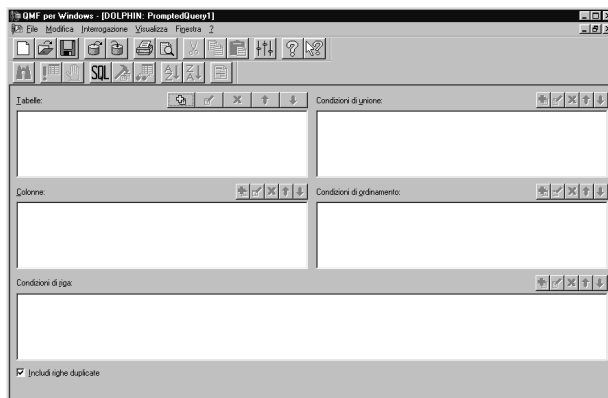 QMF per Windows - [DOLPHIN: PromptedQuery1]
File Modifica Interrogazione Visualizza Finestra ?
SQL
Tabelle:
Condizioni di unione:
Colonne:
Condizioni di ordinamento:
Condizioni di riga:
Includi righe duplicate